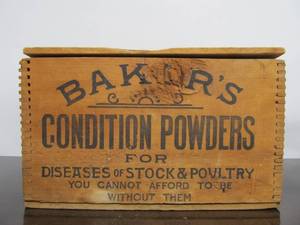 BAKER'S
CONDITION POWDERS
FOR
DISEASES OF STOCK & POULTRY
YOU CANNOT AFFORD TO BE
WITHOUT THEM